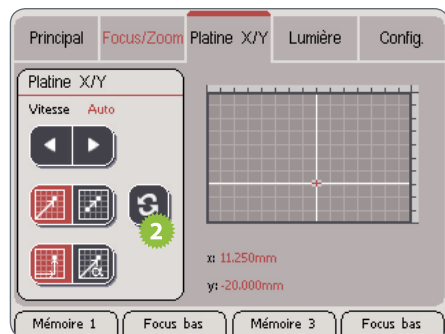 Principal Focus/Zoom Platine X/Y Lumière Config.
Platine X/Y
Vitesse Auto
2
α
x: 11.250mm
y: -20.000mm
Mémoire 1 Focus bas Mémoire 3 Focus bas